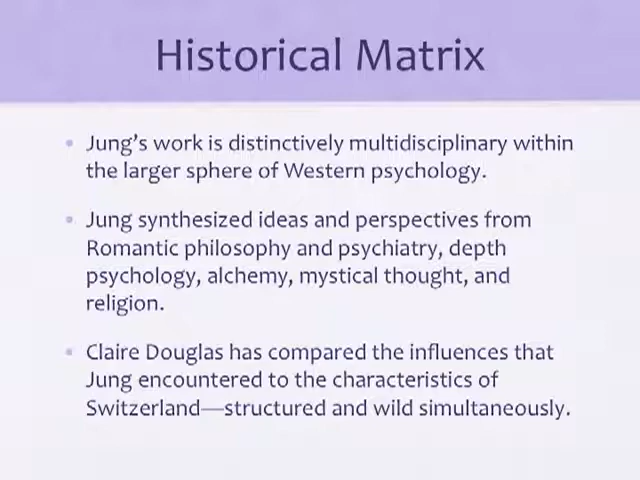 Historical Matrix
• Jung’s work is distinctively multidisciplinary within
the larger sphere of Western psychology.
• Jung synthesized ideas and perspectives from
Romantic philosophy and psychiatry, depth
psychology, alchemy, mystical thought, and
religion.
• Claire Douglas has compared the influences that
Jung encountered to the characteristics of
Switzerland—structured and wild simultaneously.